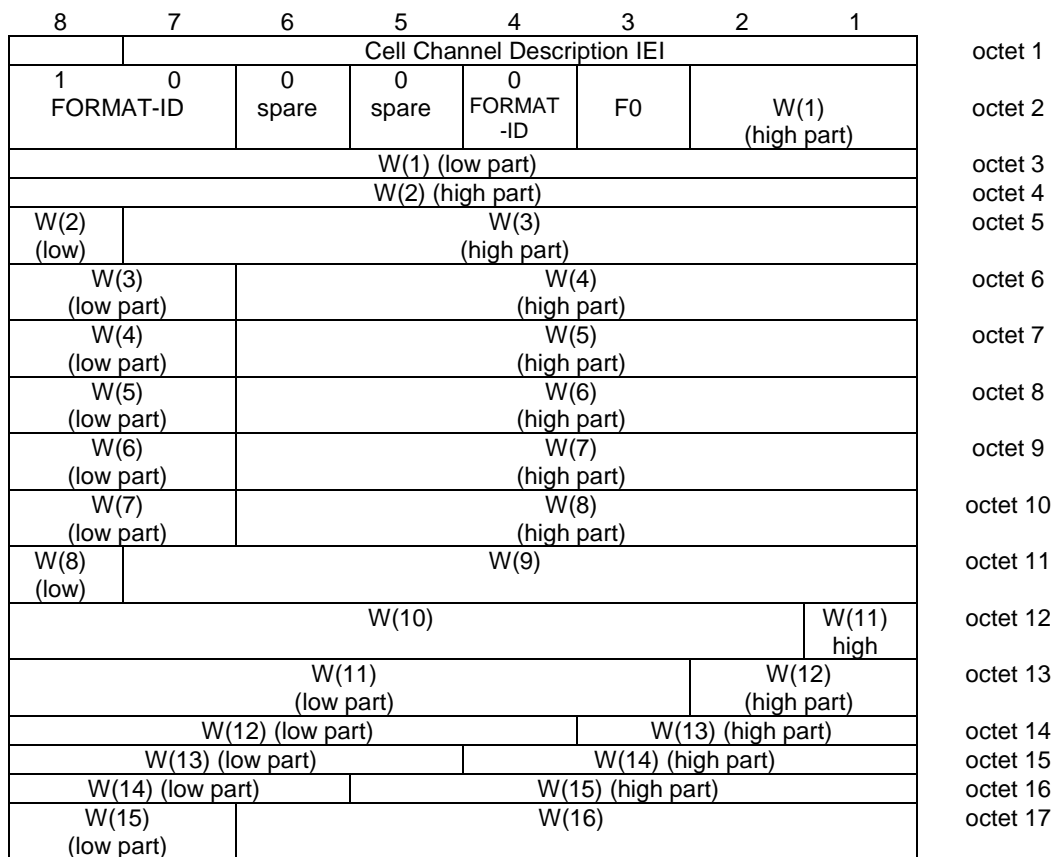 8 7 6 5 4 3 2 1
Cell Channel Description IEI octet 1
1 0 0 0 0
FORMAT-ID spare spare FORMAT F0 W(1) octet 2
-ID (high part)
W(1) (low part) octet 3
W(2) (high part) octet 4
W(2) W(3) octet 5
(low) (high part)
W(3) W(4) octet 6
(low part) (high part)
W(4) W(5) octet 7
(low part) (high part)
W(5) W(6) octet 8
(low part) (high part)
W(6) W(7) octet 9
(low part) (high part)
W(7) W(8) octet 10
(low part) (high part)
W(8) W(9) octet 11
(low)
W(10) W(11) octet 12
high
W(11) W(12) octet 13
(low part) (high part)
W(12) (low part) W(13) (high part) octet 14
W(13) (low part) W(14) (high part) octet 15
W(14) (low part) W(15) (high part) octet 16
W(15) W(16) octet 17
(low part)